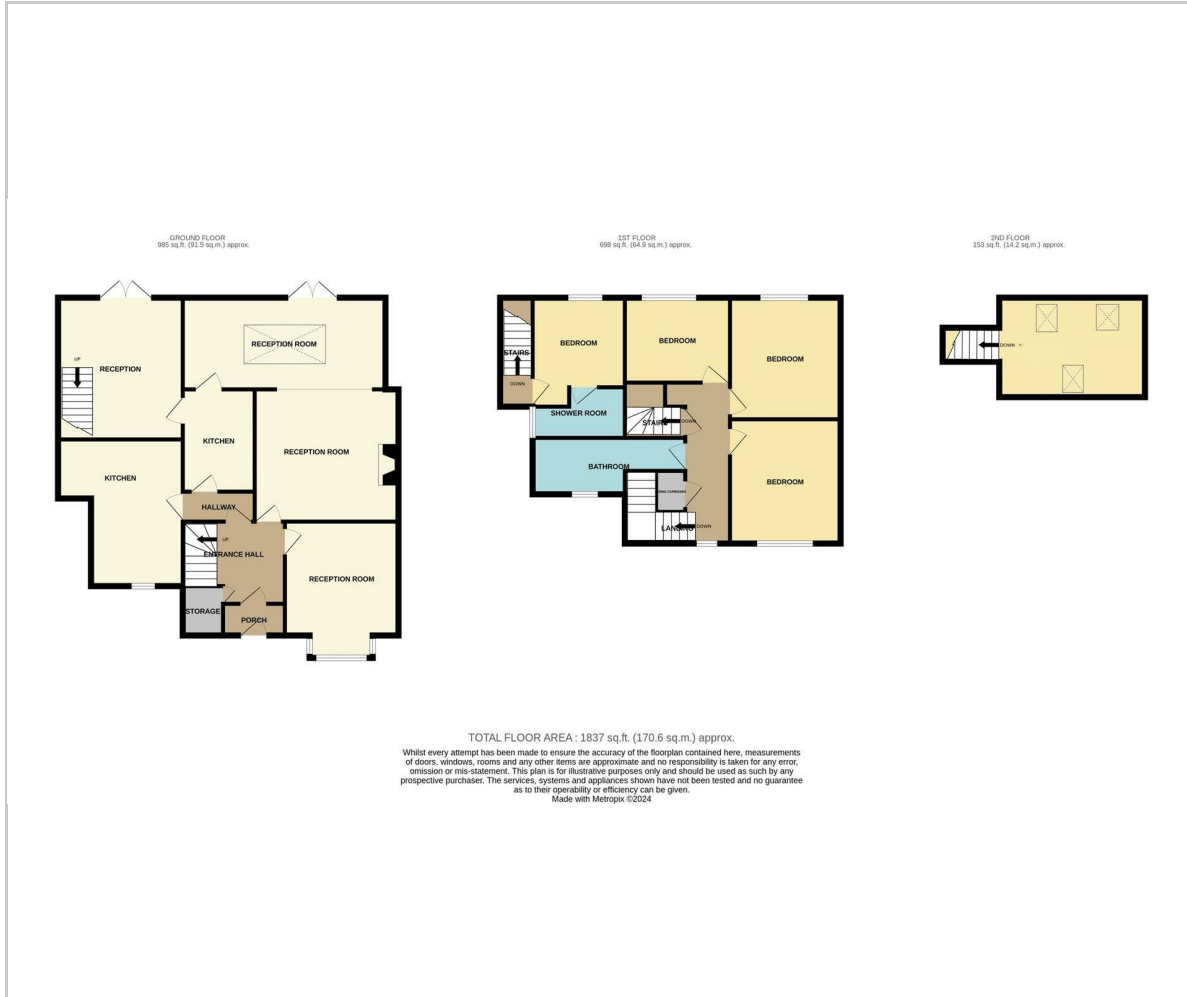 GROUND FLOOR
985 sq.ft. (91.5 sq.m.) approx.
UP
RECEPTION
RECEPTION ROOM
KITCHEN
RECEPTION ROOM
KITCHEN
HALLWAY
UP
ENTRANCE HALL
RECEPTION ROOM
STORAGE
PORCH
1ST FLOOR
698 sq.ft. (64.9 sq.m.) approx.
STAIRS
DOWN
BEDROOM
BEDROOM
BEDROOM
SHOWER ROOM
STAIRS
DOWN
BATHROOM
BEDROOM
CUPBOARD
LANDING
DOWN
2ND FLOOR
153 sq.ft. (14.2 sq.m.) approx.
DOWN
TOTAL FLOOR AREA : 1837 sq.ft. (170.6 sq.m.) approx.
Whilst every attempt has been made to ensure the accuracy of the floorplan contained here, measurements
of doors, windows, rooms and any other items are approximate and no responsibility is taken for any error,
omission or mis-statement. This plan is for illustrative purposes only and should be used as such by any
prospective purchaser. The services, systems and appliances shown have not been tested and no guarantee
as to their operability or efficiency can be given.
Made with Metropix ©2024